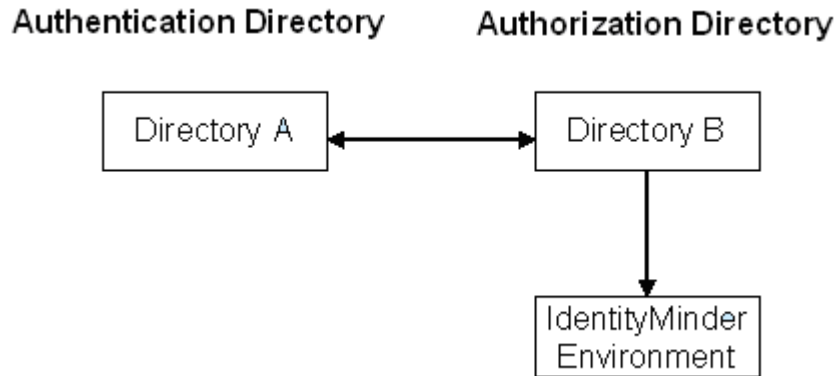 Authentication Directory
Authorization Directory
Directory A
Directory B
IdentityMinder
Environment